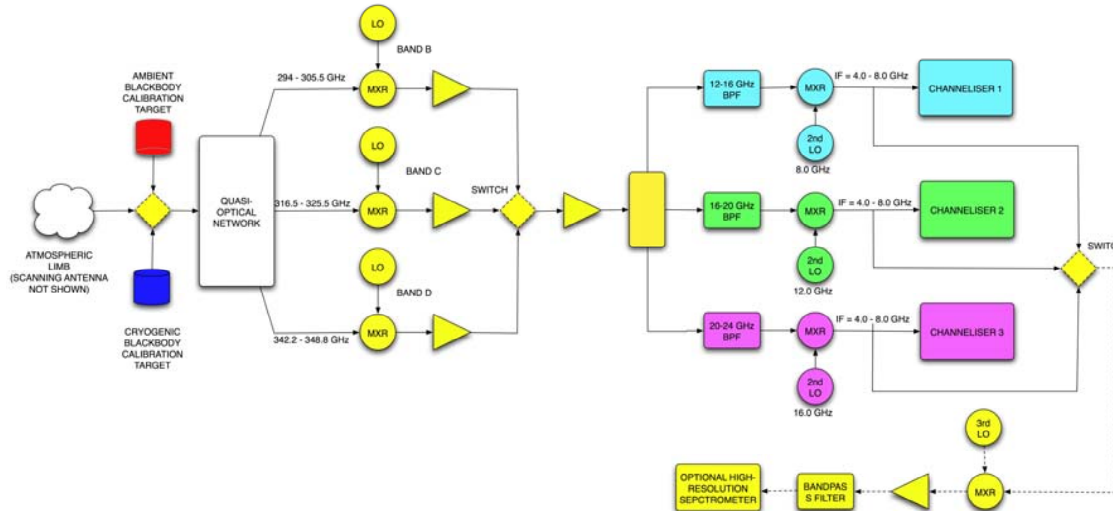 LO
BAND B
AMBIENT
BLACKBODY
CALIBRATION
TARGET
294 - 305.5 GHz
MXR
LO
BAND C
QUASI-
OPTICAL
NETWORK
316.5 - 325.5 GHz
MXR
SWITCH
ATMOSPHERIC
LIMB
(SCANNING ANTENNA
NOT SHOWN)
CRYOGENIC
BLACKBODY
CALIBRATION
TARGET
LO
BAND D
342.2 - 348.8 GHz
MXR
12-16 GHz
BPF
MXR
IF = 4.0 - 8.0 GHz
CHANNELISER 1
2nd
LO
8.0 GHz
16-20 GHz
BPF
MXR
IF = 4.0 - 8.0 GHz
CHANNELISER 2
2nd
LO
12.0 GHz
SWITC
20-24 GHz
BPF
MXR
IF = 4.0 - 8.0 GHz
CHANNELISER 3
2nd
LO
16.0 GHz
3rd
LO
MXR
BANDPAS
S FILTER
OPTIONAL HIGH-
RESOLUTION
SEPCTROMETER